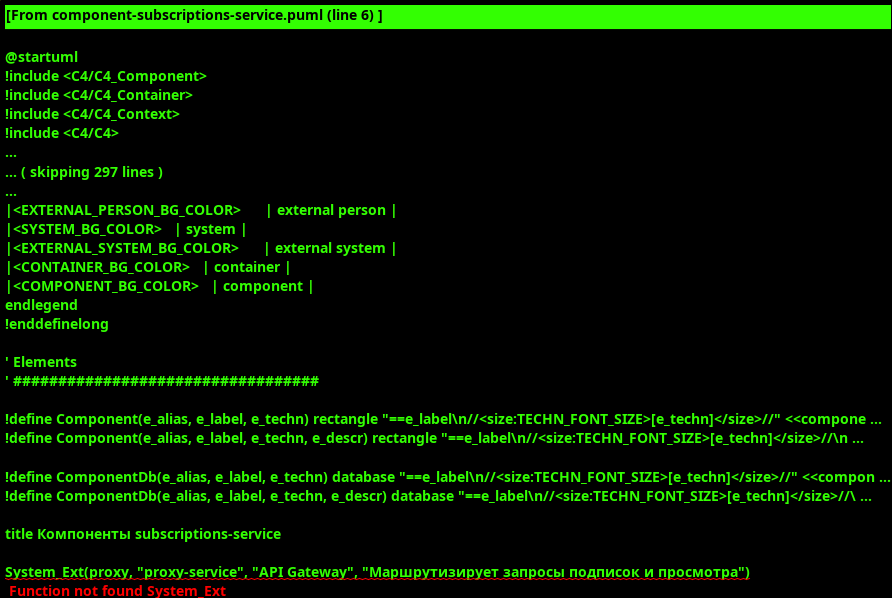 [From component-subscriptions-service.puml (line 6) ]
@startuml
!include <C4/C4_Component>
!include <C4/C4_Container>
!include <C4/C4_Context>
!include <C4/C4>
...
... ( skipping 297 lines )
...
|<EXTERNAL_PERSON_BG_COLOR> | external person |
|<SYSTEM_BG_COLOR> | system |
|<EXTERNAL_SYSTEM_BG_COLOR> | external system |
|<CONTAINER_BG_COLOR> | container |
|<COMPONENT_BG_COLOR> | component |
endlegend
!enddefinelong
' Elements
' ##################################
!define Component(e_alias, e_label, e_techn) rectangle "==e_label\n//<size:TECHN_FONT_SIZE>[e_techn]</size>//" <<compone ...
!define Component(e_alias, e_label, e_techn, e_descr) rectangle "==e_label\n//<size:TECHN_FONT_SIZE>[e_techn]</size>//\n ...
!define ComponentDb(e_alias, e_label, e_techn) database "==e_label\n//<size:TECHN_FONT_SIZE>[e_techn]</size>//" <<compon ...
!define ComponentDb(e_alias, e_label, e_techn, e_descr) database "==e_label\n//<size:TECHN_FONT_SIZE>[e_techn]</size>//\ ...
title Компоненты subscriptions-service
System_Ext(proxy, "proxy-service", "API Gateway", "Маршрутизирует запросы подписок и просмотра")
Function not found System_Ext